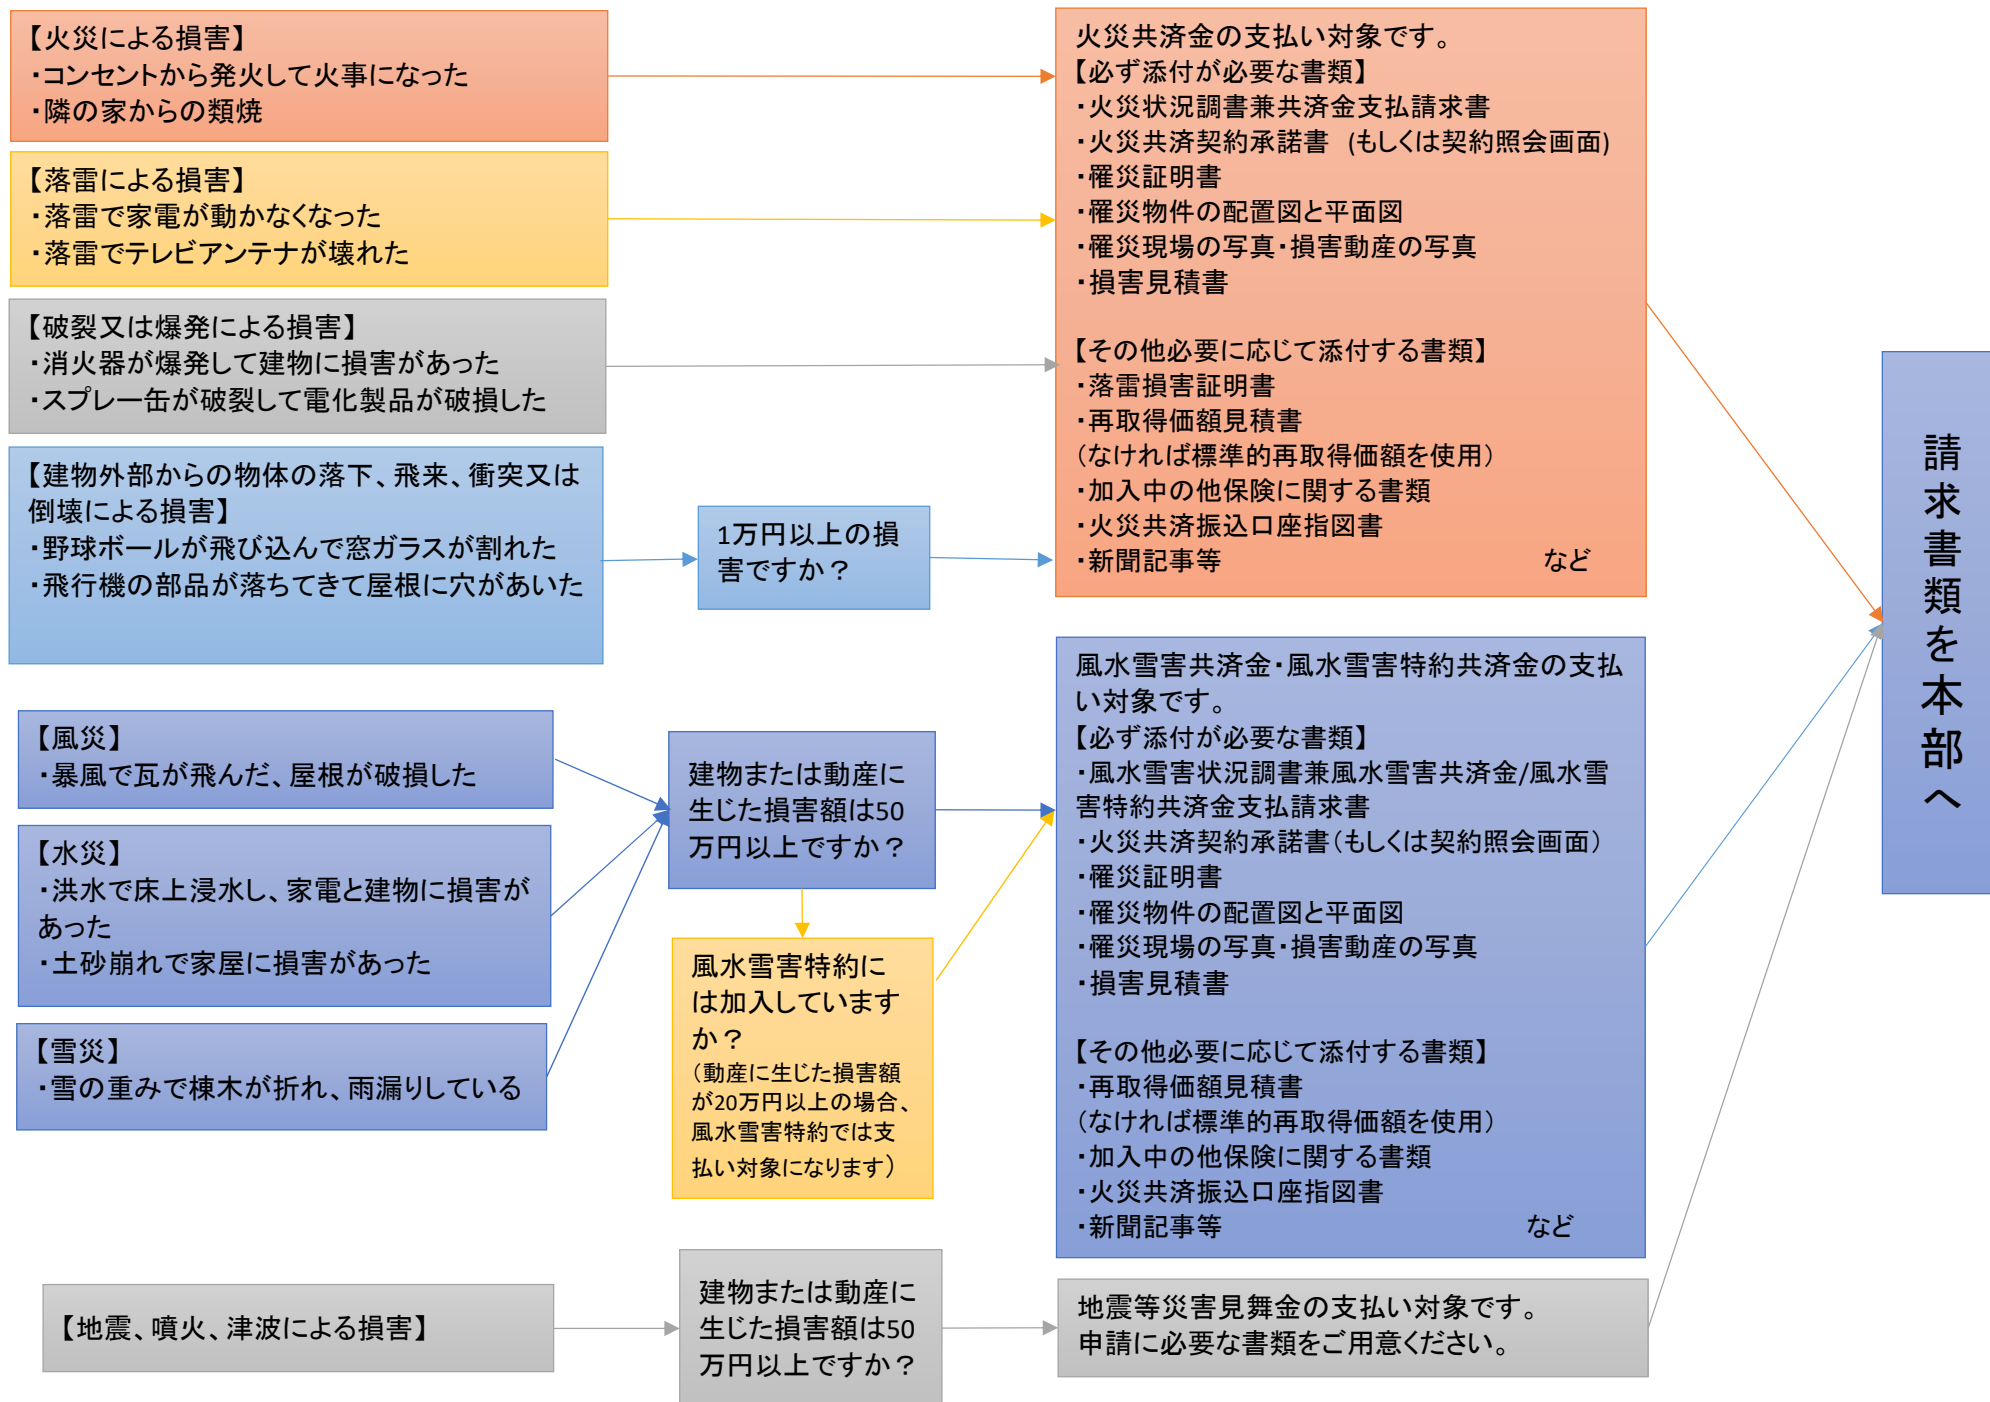 【火災による損害】
・コンセントから発火して火事になった
・隣の家からの類焼
【落雷による損害】
・落雷で家電が動かなくなった
・落雷でテレビアンテナが壊れた
【破裂又は爆発による損害】
・消火器が爆発して建物に損害があった
・スプレー缶が破裂して電化製品が破損した
【建物外部からの物体の落下、飛来、衝突又は
倒壊による損害】
・野球ボールが飛び込んで窓ガラスが割れた
・飛行機の部品が落ちてきて屋根に穴があいた
1万円以上の損
害ですか？
火災共済金の支払い対象です。
【必ず添付が必要な書類】
・火災状況調書兼共済金支払請求書
・火災共済契約承諾書 (もしくは契約照会画面)
・罹災証明書
・罹災物件の配置図と平面図
・罹災現場の写真・損害動産の写真
・損害見積書
【その他必要に応じて添付する書類】
・落雷損害証明書
・再取得価額見積書
（なければ標準的再取得価額を使用）
・加入中の他保険に関する書類
・火災共済振込口座指図書
・新聞記事等 など
【風災】
・暴風で瓦が飛んだ、屋根が破損した
【水災】
・洪水で床上浸水し、家電と建物に損害が
あった
・土砂崩れで家屋に損害があった
【雪災】
・雪の重みで棟木が折れ、雨漏りしている
建物または動産に
生じた損害額は50
万円以上ですか？
風水雪害特約に
は加入しています
か？
（動産に生じた損害額
が20万円以上の場合、
風水雪害特約では支
払い対象になります）
風水雪害共済金・風水雪害特約共済金の支払
い対象です。
【必ず添付が必要な書類】
・風水雪害状況調書兼風水雪害共済金/風水雪
害特約共済金支払請求書
・火災共済契約承諾書（もしくは契約照会画面）
・罹災証明書
・罹災物件の配置図と平面図
・罹災現場の写真・損害動産の写真
・損害見積書
【その他必要に応じて添付する書類】
・再取得価額見積書
（なければ標準的再取得価額を使用）
・加入中の他保険に関する書類
・火災共済振込口座指図書
・新聞記事等 など
【地震、噴火、津波による損害】
建物または動産に
生じた損害額は50
万円以上ですか？
地震等災害見舞金の支払い対象です。
申請に必要な書類をご用意ください。
請求書類を本部へ